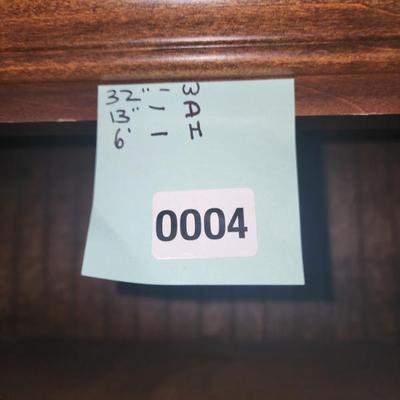 32" –
13" –
6' –
0004